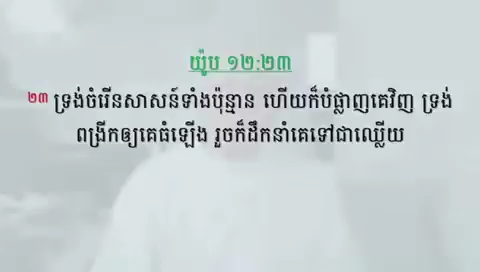 យ៉ូប ១២:២៣
២៣ ទ្រង់ចំរើនសាសន៍ទាំងប៉ុន្មាន ហើយក៏បំផ្លាញគេវិញ ទ្រង់
ពង្រីកឲ្យគេធំឡើង រួចក៏ដឹកនាំគេទៅជាឈ្លើយ